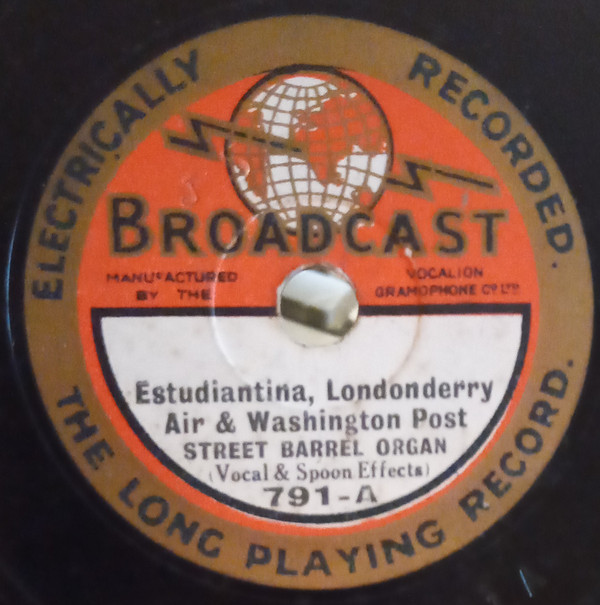 ELECTRICALLY RECORDED.
BROADCAST
MANUFACTURED
BY THE
VOCALION
GRAMOPHONE CO LTD
Estudiantina, Londonderry
Air & Washington Post
STREET BARREL ORGAN
(Vocal & Spoon Effects)
791-A
THE LONG PLAYING RECORD.